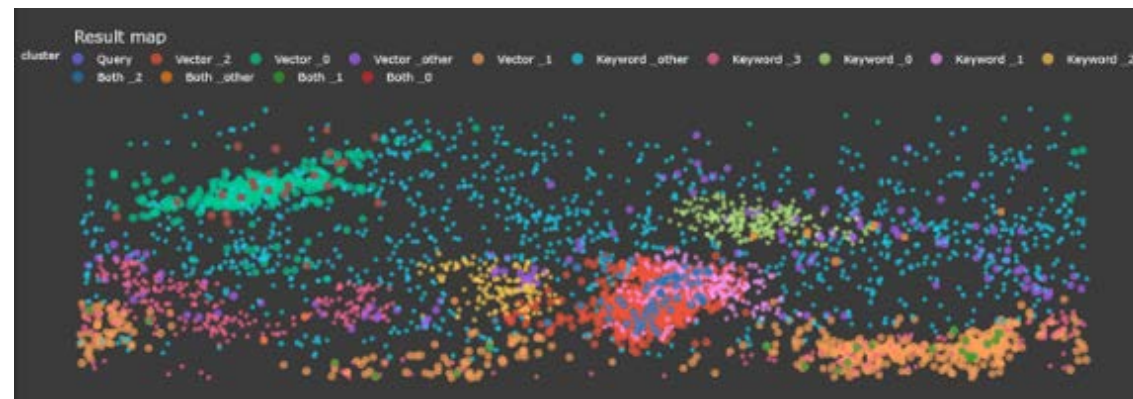 Result map
cluster Query Vector _2 Vector _0 Vector _other Vector _1 Keyword _other Keyword _3 Keyword _0 Keyword _1 Keyword _2
Both _2 Both _other Both _1 Both _0